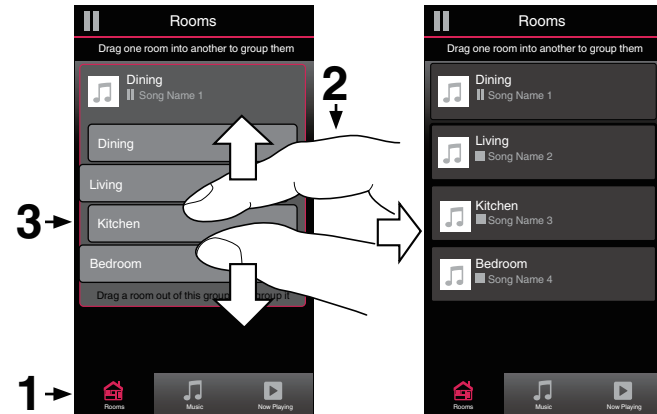 Rooms
Drag one room into another to group them
Dining
Song Name 1
Dining
Living
Kitchen
Bedroom
Drag a room out of this group group it
Rooms
Music
Now Playing
1
2
3
Rooms
Drag one room into another to group them
Dining
Song Name 1
Living
Song Name 2
Kitchen
Song Name 3
Bedroom
Song Name 4
Rooms
Music
Now Playing